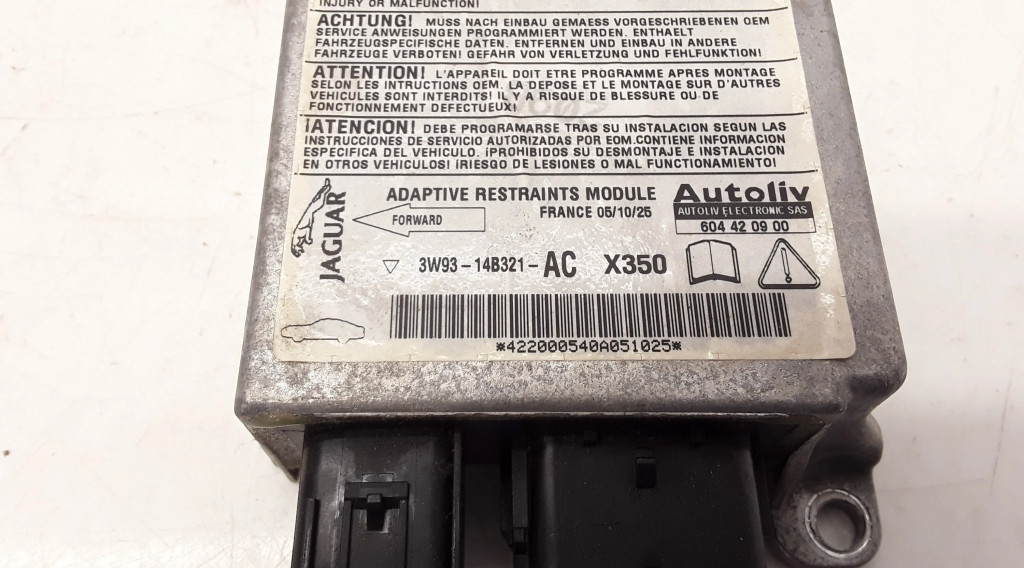 INJURY OR MALFUNCTION!
ACHTUNG! MUSS NACH EINBAU GEMAESS VORGESCHRIEBENEN OEM
SERVICE ANWEISUNGEN PROGRAMMIERT WERDEN. ENTHAELT
FAHRZEUGSPEZIFISCHE DATEN. ENTFERNEN UND EINBAU IN ANDERE
FAHRZEUGE VERBOTEN! GEFAHR VON VERLETZUNG UND FEHLFUNKTION!
ATTENTION! L'APPAREIL DOIT ETRE PROGRAMME APRES MONTAGE
SELON LES INTRUCTIONS OEM. LA DEPOSE ET LE MONTAGE SUR D'AUTRES
VEHICULES SONT INTERDITS! IL Y A RISQUE DE BLESSURE OU DE
FONCTIONNEMENT DEFECTUEUX!
¡ATENCION! DEBE PROGRAMARSE TRAS SU INSTALACION SEGUN LAS
INSTRUCCIONES DE SERVICIO AUTORIZADAS POR EOM.CONTIENE INFORMACION
ESPECIFICA DEL VEHICULO. ¡PROHIBIDOS SU DESMONTAJE E INSTALACION
EN OTROS VEHICULOS! ¡RIESGO DE LESIONES O MAL FUNCTIONAMIENTO!
JAGUAR
ADAPTIVE RESTRAINTS MODULE
FORWARD
FRANCE 05/10/25
Autoliv
AUTOLIV ELECTRONIC SAS
604 42 09 00
3W93-14B321-AC X350
*422000540A051025*